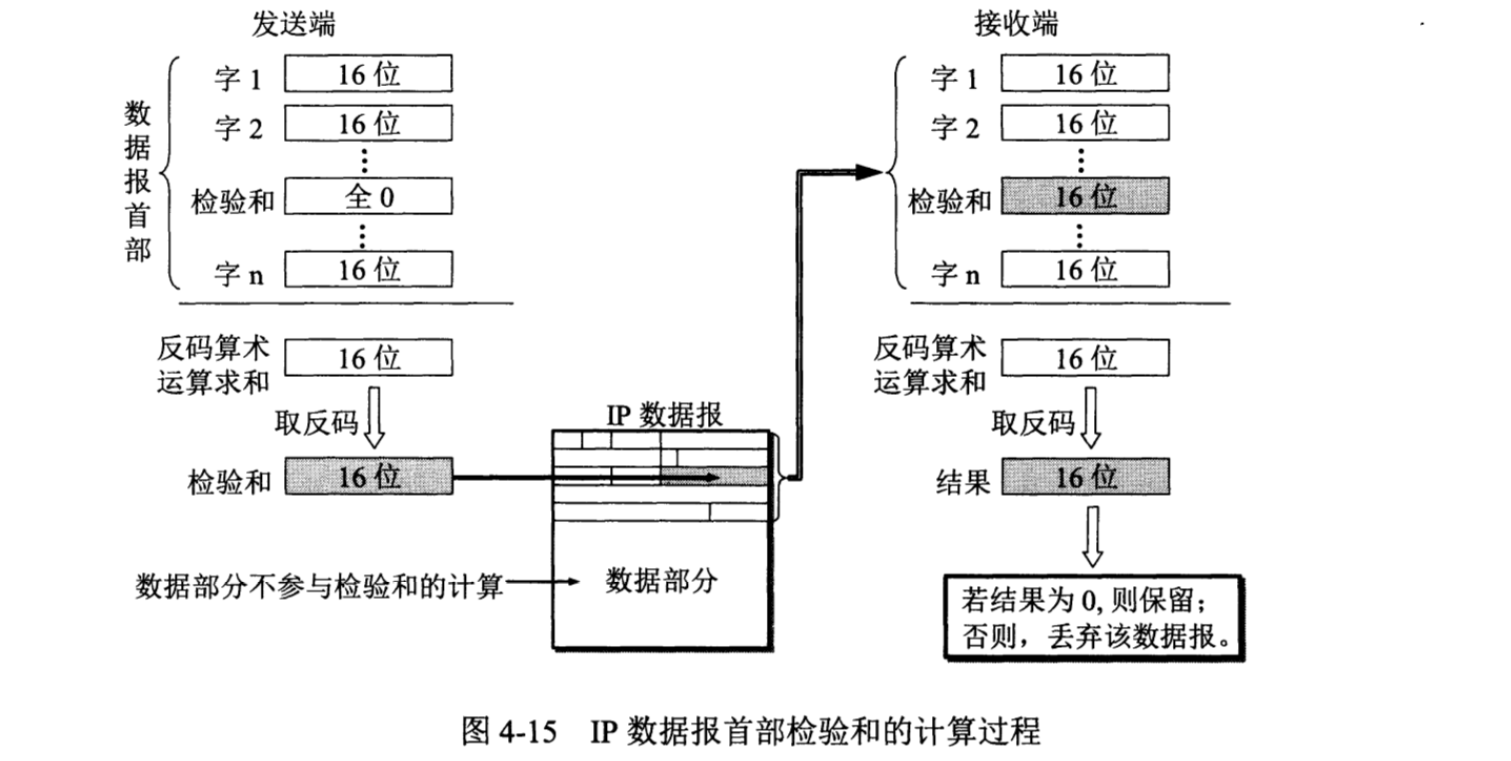 发送端
数据报首部
字 1 16 位
字 2 16 位
检验和 全 0
字 n 16 位
反码算术 16 位
运算求和
取反码
检验和 16 位
数据部分不参与检验和的计算
IP 数据报
数据部分
接收端
字 1 16 位
字 2 16 位
检验和 16 位
字 n 16 位
反码算术 16 位
运算求和
取反码
结果 16 位
若结果为 0, 则保留；
否则，丢弃该数据报。
图 4-15 IP 数据报首部检验和的计算过程